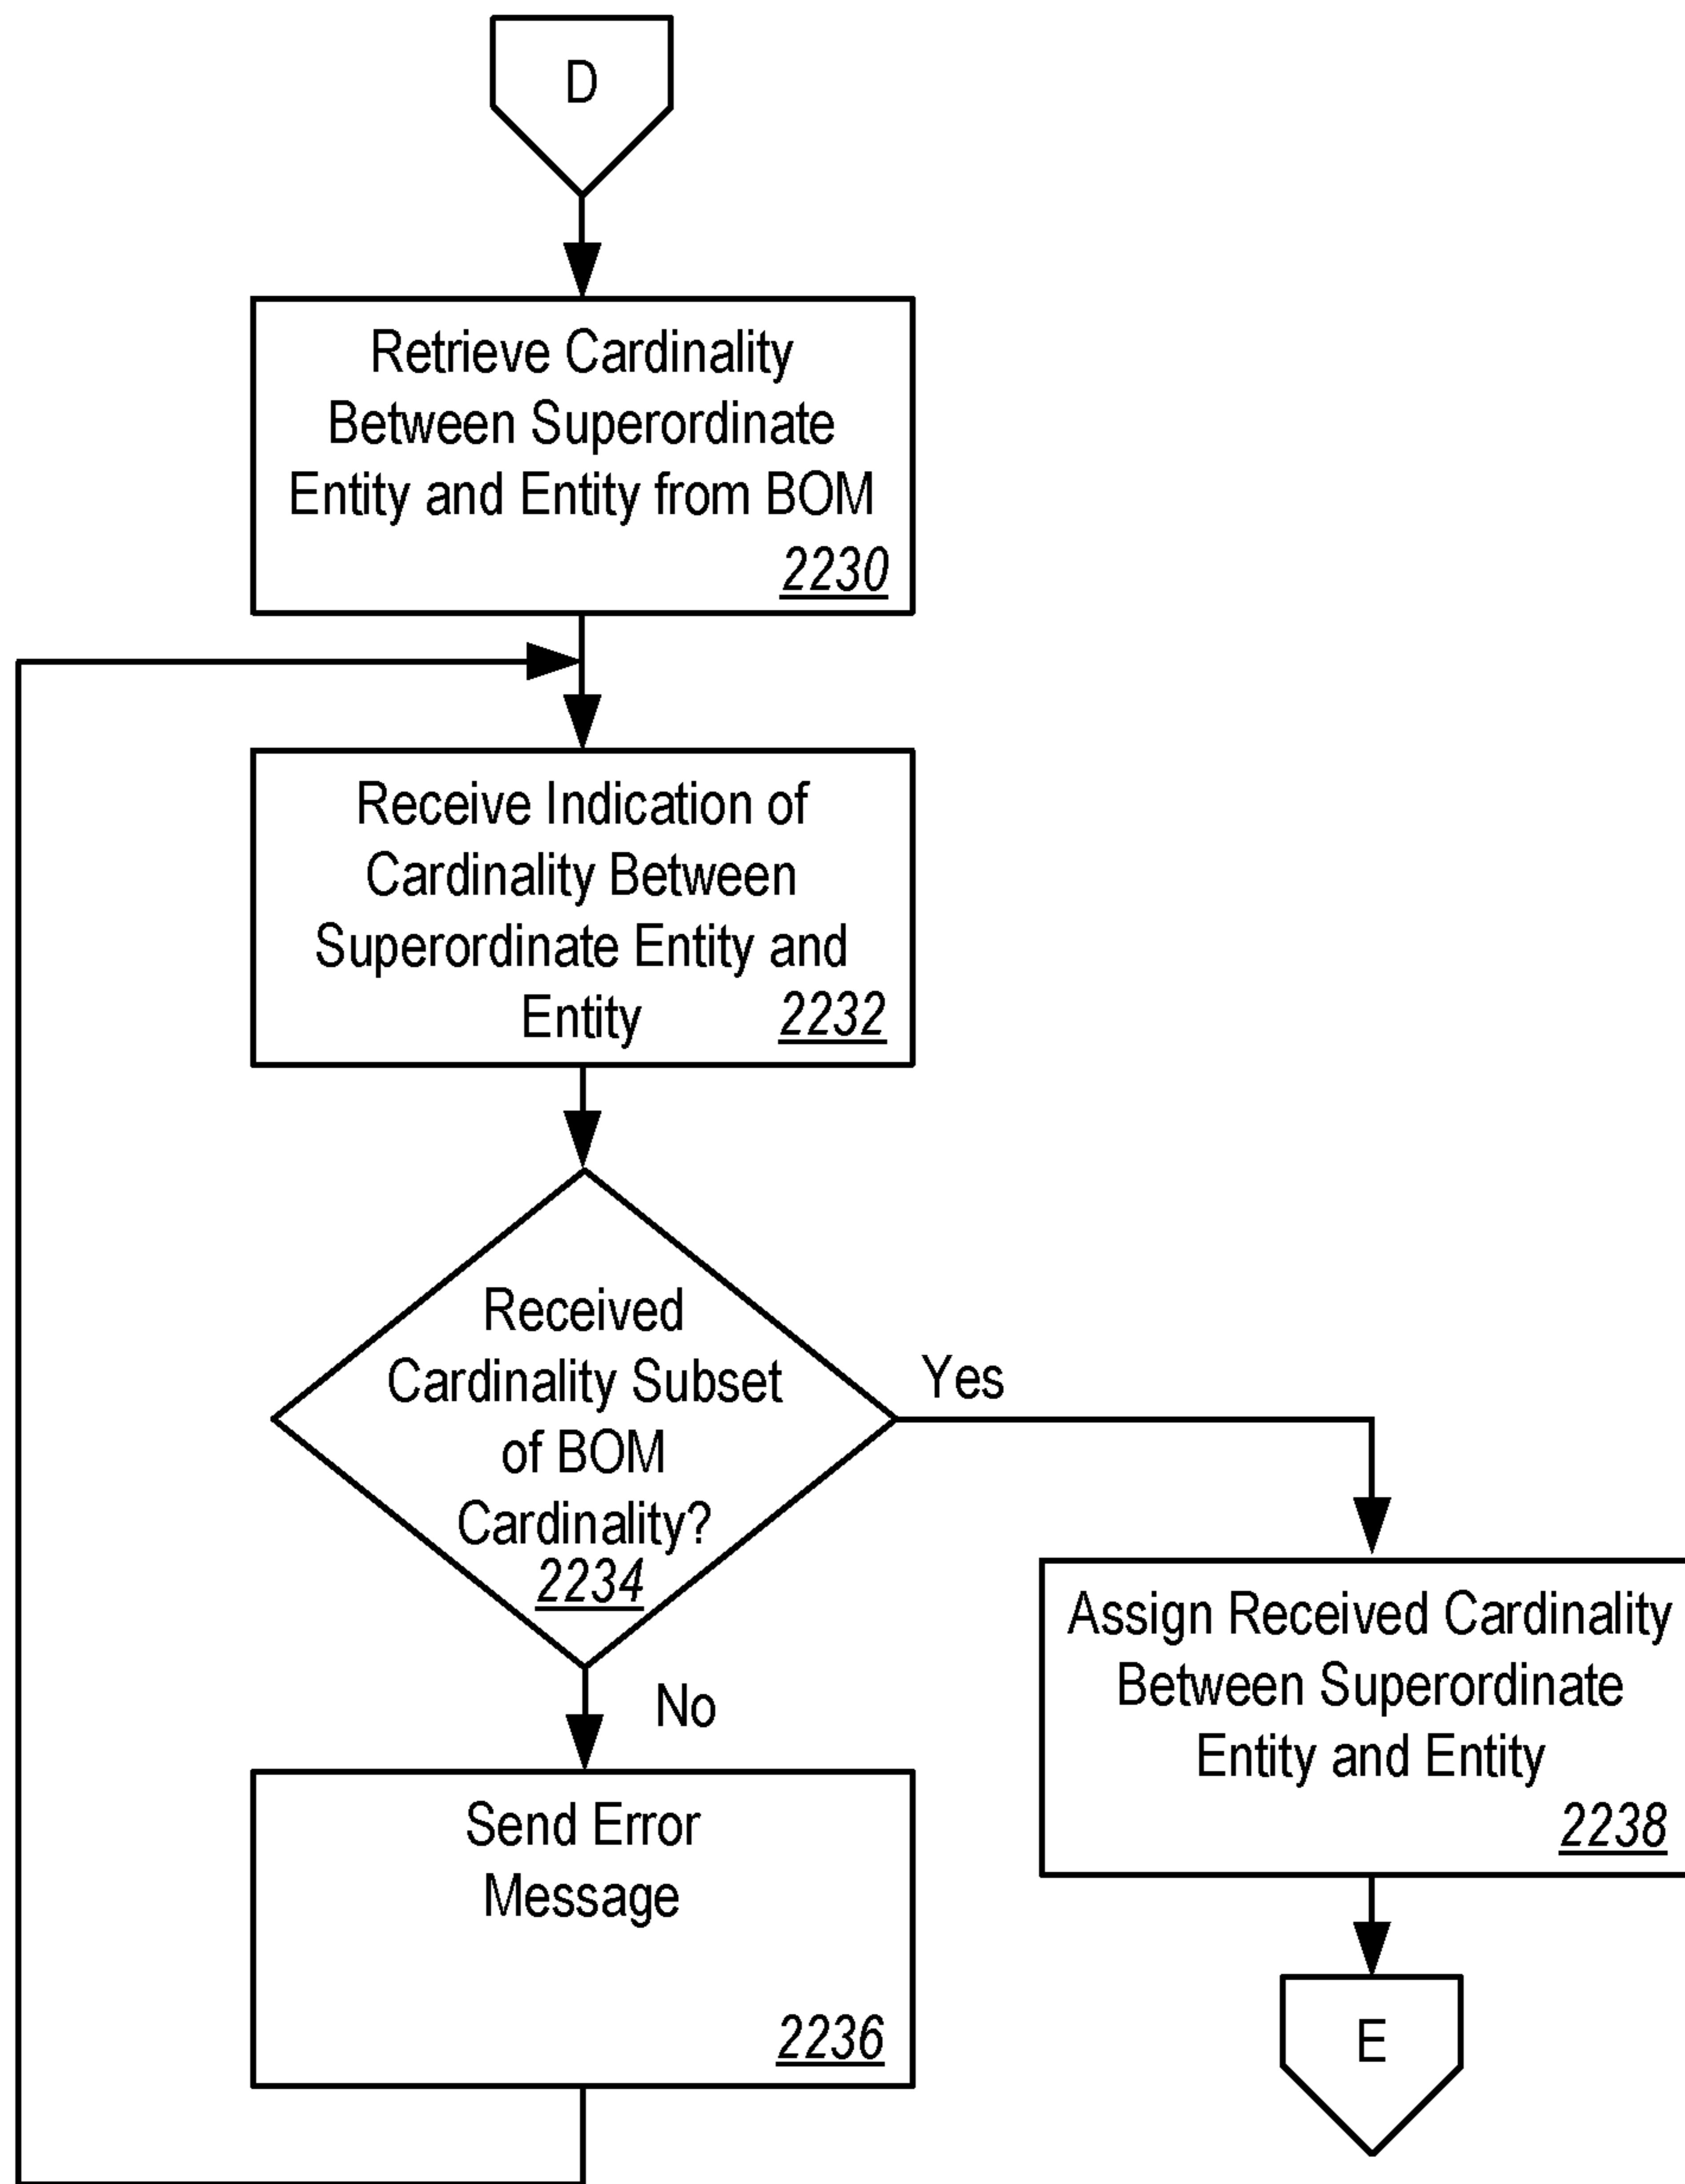 D
Retrieve Cardinality
Between Superordinate
Entity and Entity from BOM
2230
Receive Indication of
Cardinality Between
Superordinate Entity and
Entity 2232
Received
Cardinality Subset
of BOM
Cardinality?
2234
Yes
No
Send Error
Message
2236
Assign Received Cardinality
Between Superordinate
Entity and Entity
2238
E